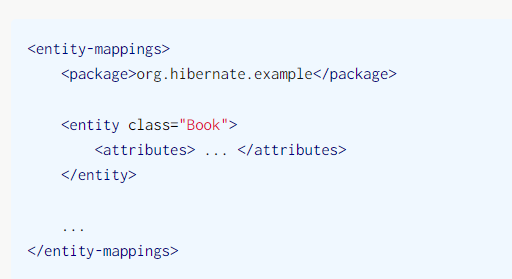 <entity-mappings>
    <package>org.hibernate.example</package>

    <entity class="Book">
        <attributes> ... </attributes>
    </entity>

    ...
</entity-mappings>